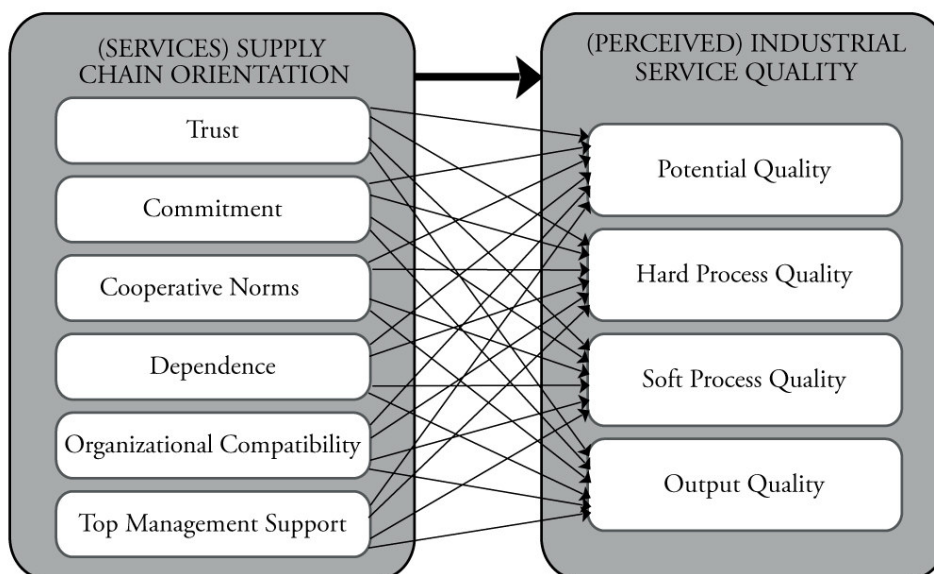 (SERVICES) SUPPLY
CHAIN ORIENTATION
Trust
Commitment
Cooperative Norms
Dependence
Organizational Compatibility
Top Management Support
(PERCEIVED) INDUSTRIAL
SERVICE QUALITY
Potential Quality
Hard Process Quality
Soft Process Quality
Output Quality